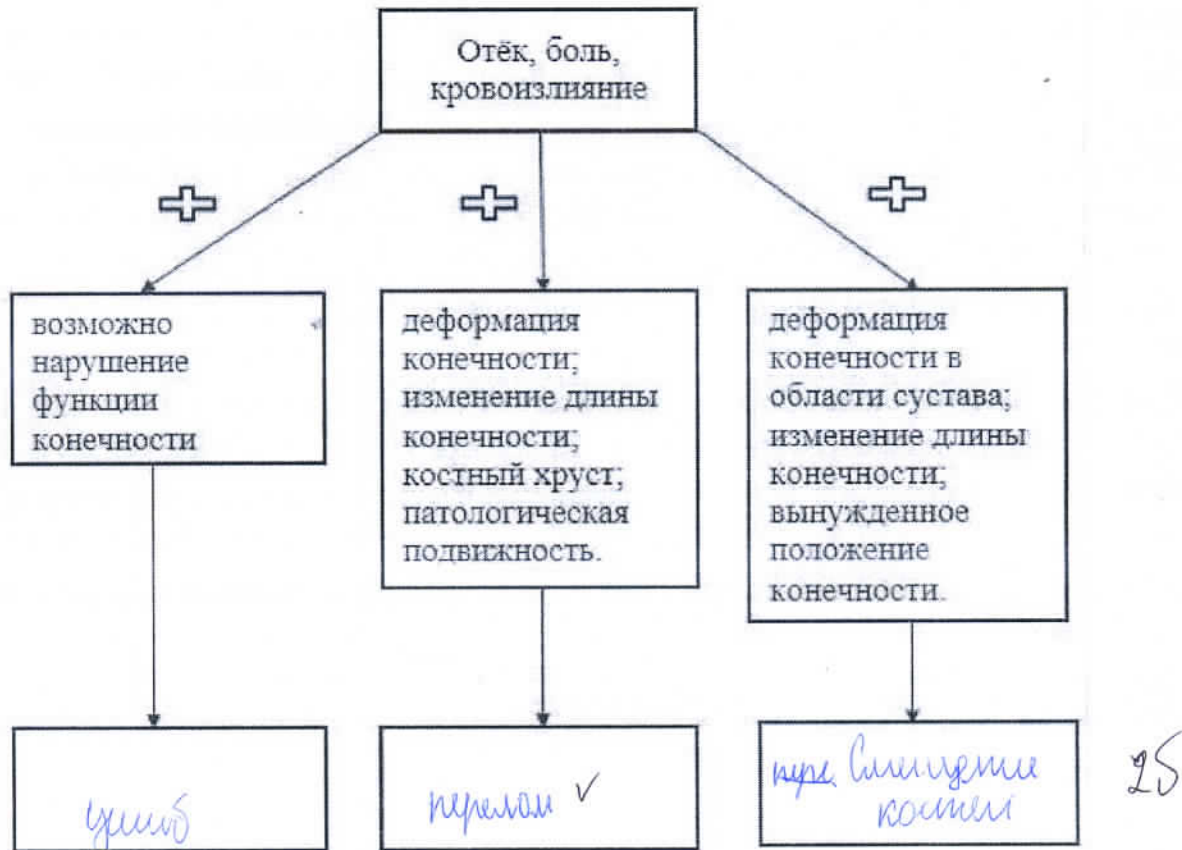 Отёк, боль,
кровоизлияние
возможно
нарушение
функции
конечности
деформация
конечности;
изменение длины
конечности;
костный хруст;
патологическая
подвижность.
деформация
конечности в
области сустава;
изменение длины
конечности;
вынужденное
положение
конечности.
ушиб
перелом ✓
Смещение
костей
2б